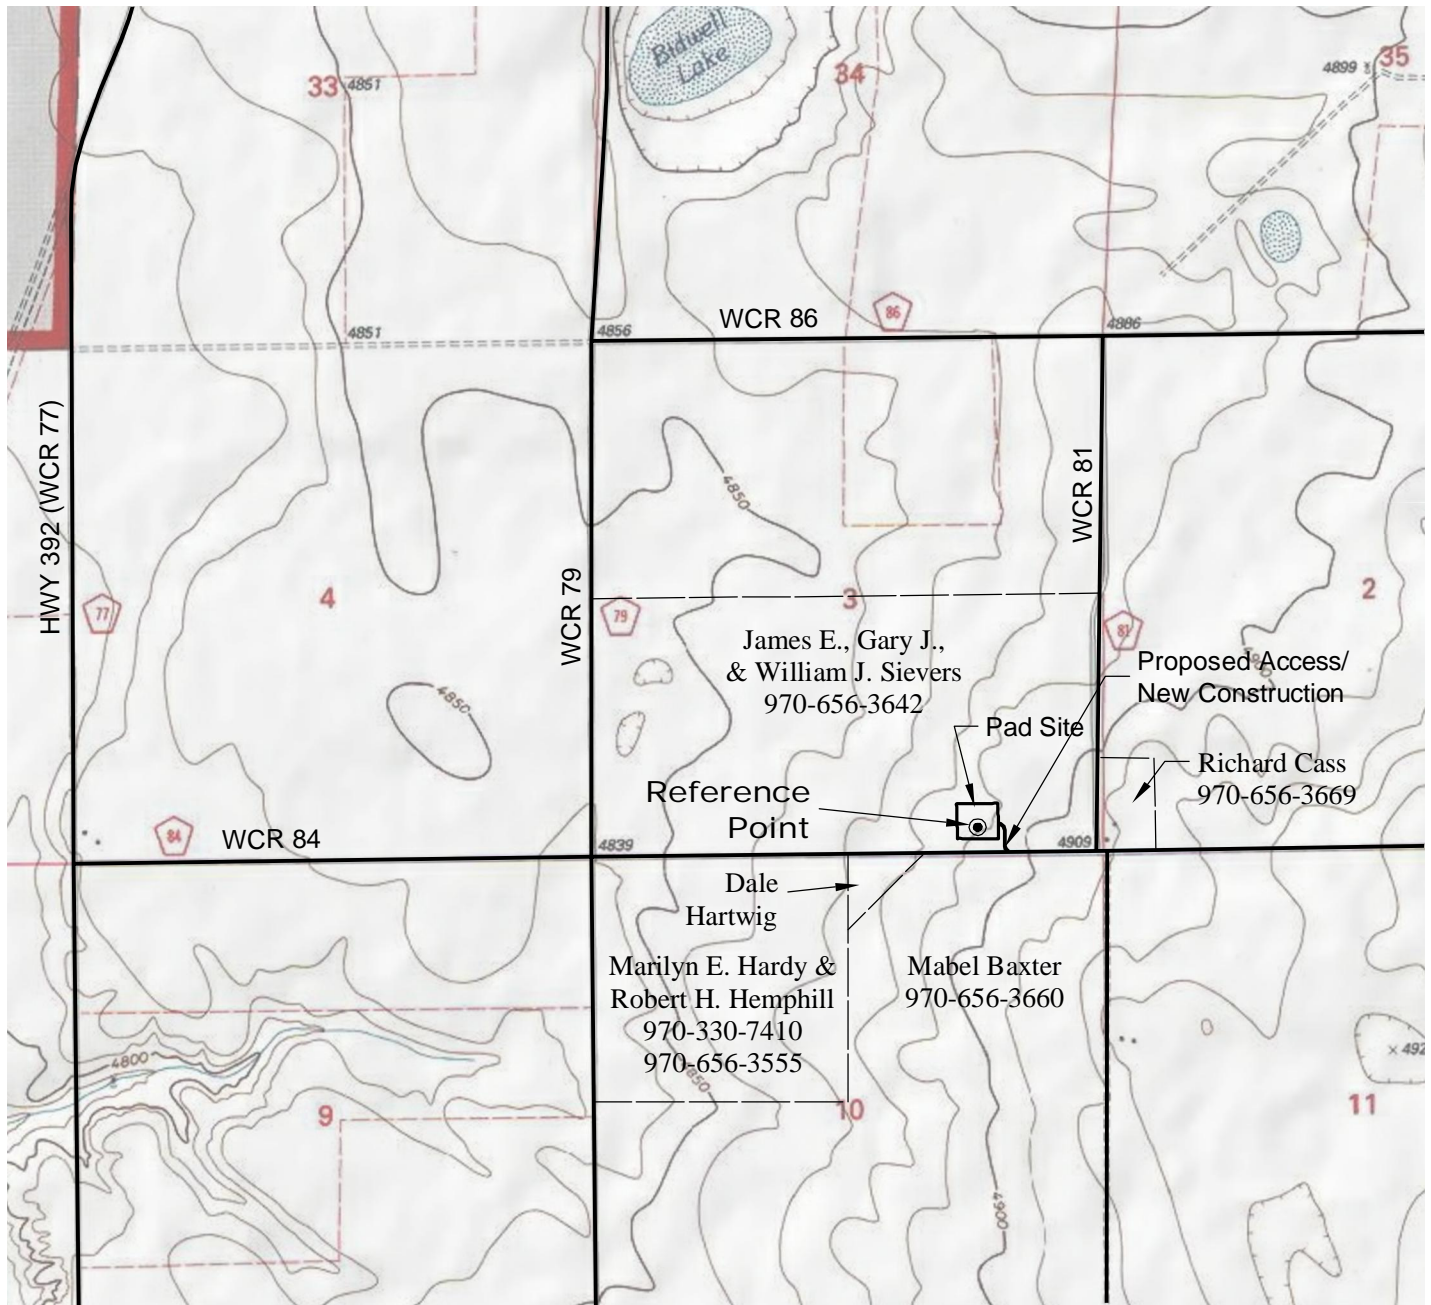 Bidwell
Lake
33
4851
34
4899
35
86
WCR 86
4851
4856
4886
HWY 392 (WCR 77)
WCR 81
4850
4
3
2
77
79
81
WCR 79
James E., Gary J.,
& William J. Sievers
970-656-3642
4900
Proposed Access/
New Construction
4850
Pad Site
Richard Cass
970-656-3669
Reference
Point
84
WCR 84
4839
4909
Dale
Hartwig
Marilyn E. Hardy &
Robert H. Hemphill
970-330-7410
970-656-3555
Mabel Baxter
970-656-3660
4800
4850
× 492
9
10
11
4900